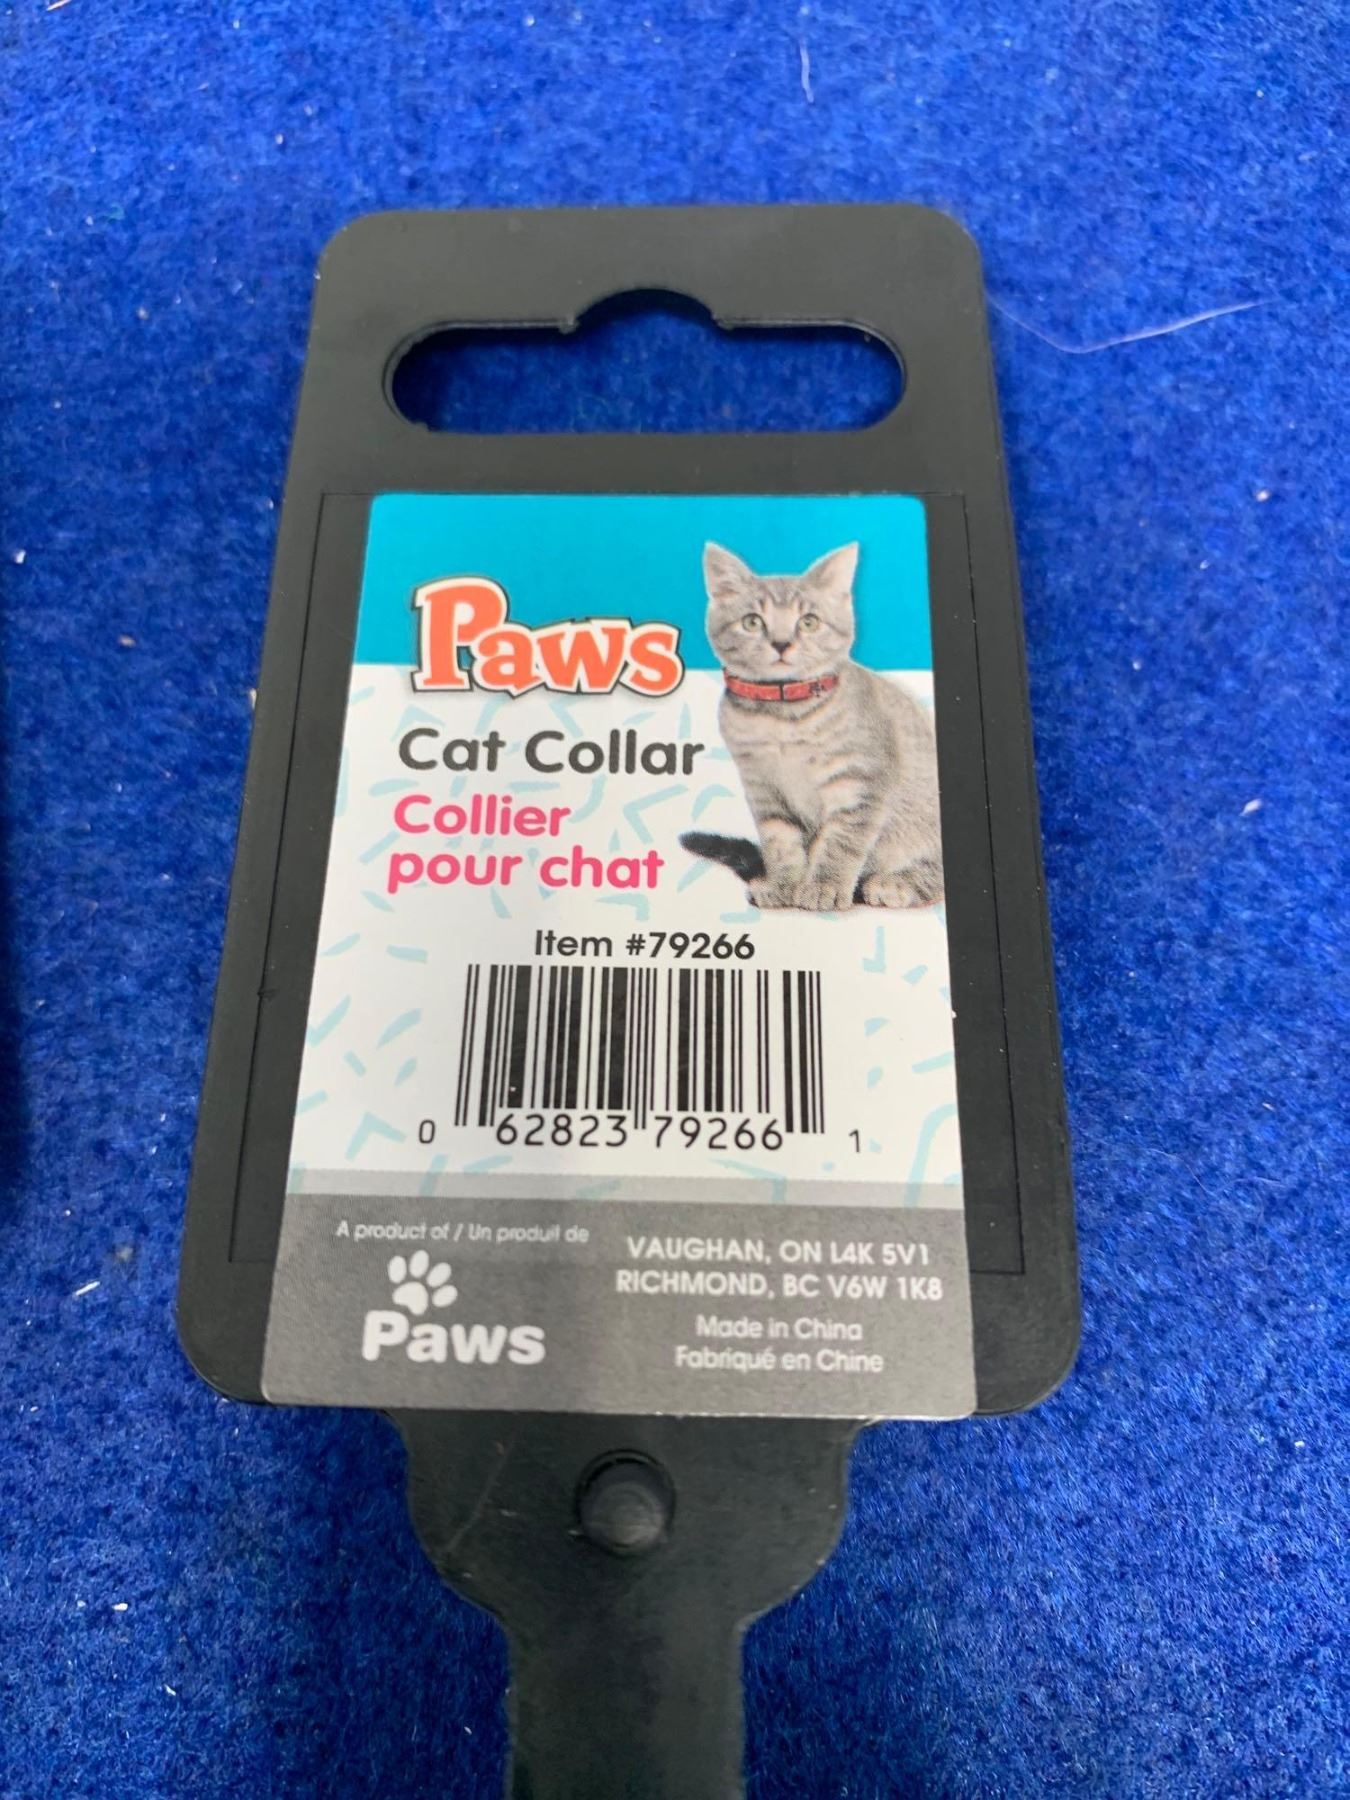 Paws
Cat Collar
Collier
pour chat
Item #79266
0 62823 79266 1
A product of / Un produit de
Paws
VAUGHAN, ON L4K 5V1
RICHMOND, BC V6W 1K8
Made in China
Fabriqué en Chine